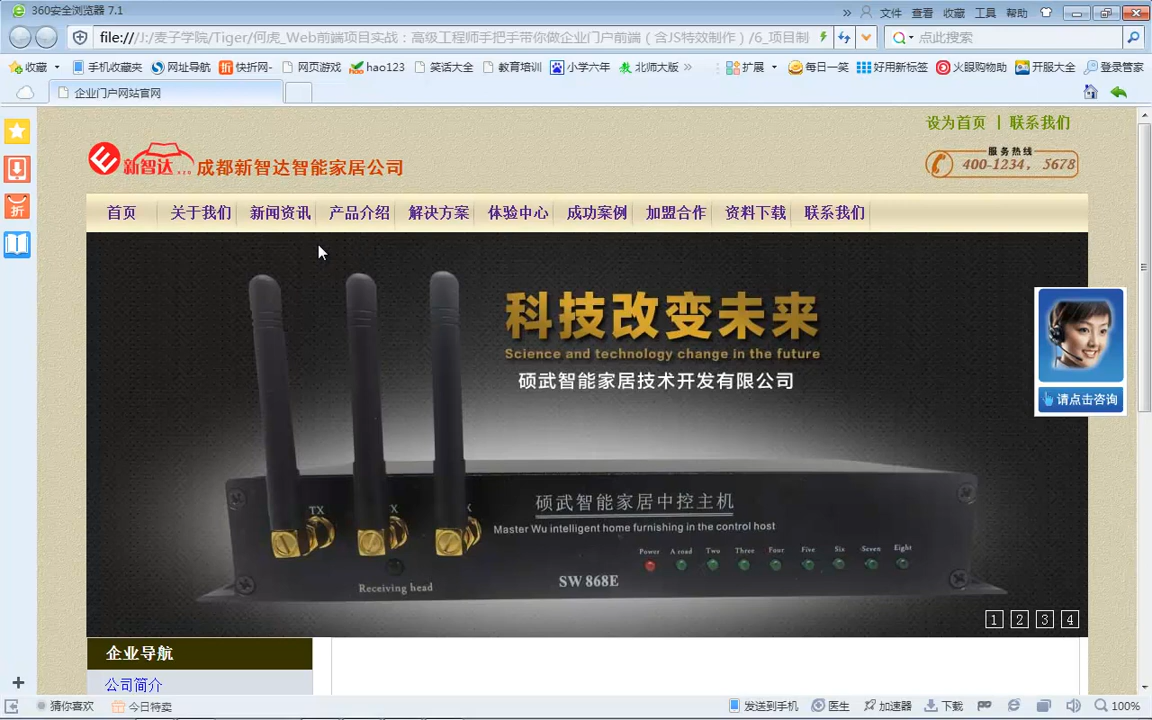 360安全浏览器 7.1
» 文件 查看 收藏 工具 帮助
file:///J:/麦子学院/Tiger/何虎_Web前端项目实战：高级工程师手把手带你做企业门户前端（含JS特效制作）/6_项目制
点此搜索
收藏 手机收藏夹 网址导航 快折网- 网页游戏 hao123 笑话大全 教育培训 小学六年 北师大版 » 扩展 每日一笑 好用新标签 火眼购物助 开服大全 登录管家
企业门户网站官网
设为首页 | 联系我们
新智达 成都新智达智能家居公司
服务热线
400-1234，5678
折
首页 关于我们 新闻资讯 产品介绍 解决方案 体验中心 成功案例 加盟合作 资料下载 联系我们
科技改变未来
Science and technology change in the future
硕武智能家居技术开发有限公司
请点击咨询
硕武智能家居中控主机
TX X X
Master Wu intelligent home furnishing in the control host
Power A road Two Three Four Five Six Seven Eight
Receiving head
SW 868E
1 2 3 4
企业导航
公司简介
猜你喜欢 今日特卖 发送到手机 医生 加速器 下载 100%